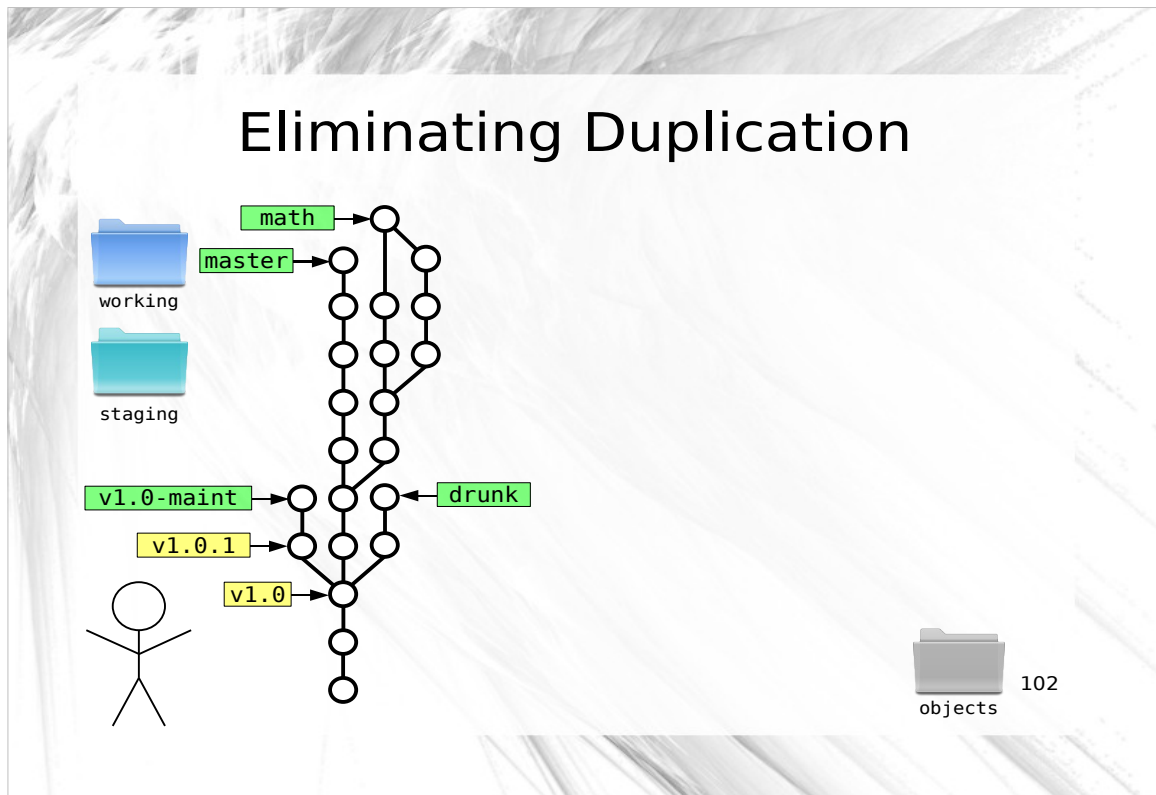 Eliminating Duplication
math
master
working
staging
v1.0-maint
drunk
v1.0.1
v1.0
102
objects